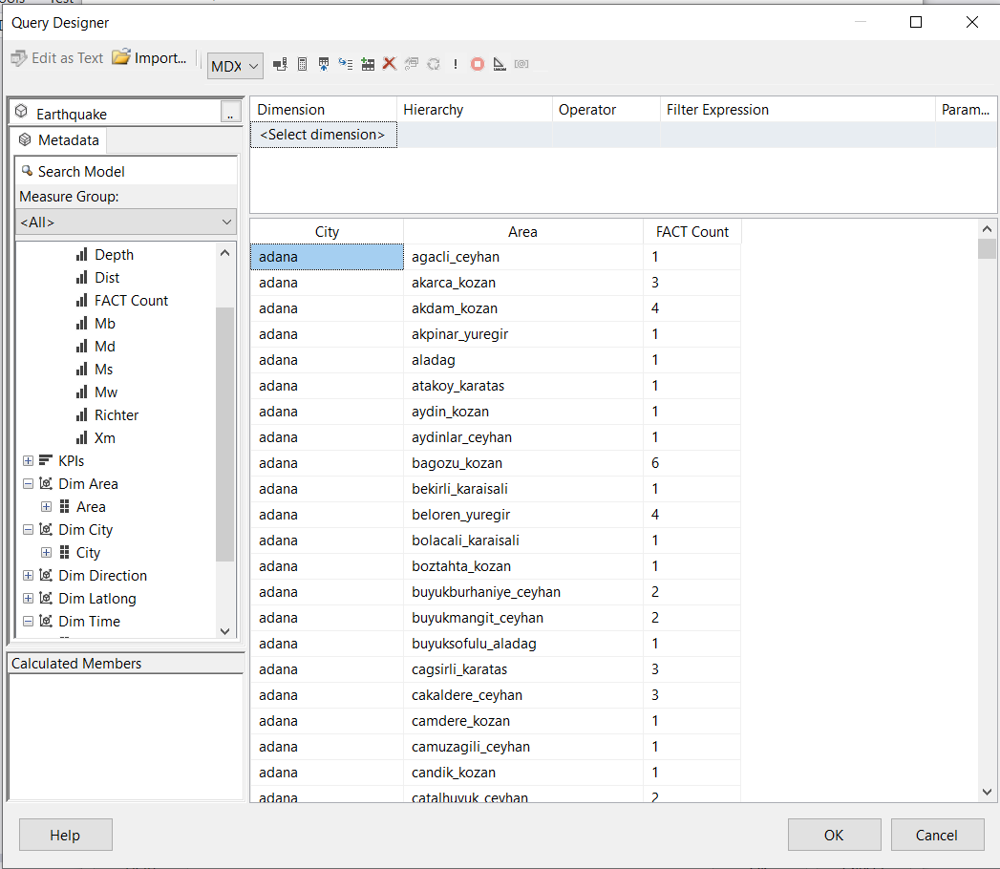 Query Designer
Edit as Text Import... MDX !
Earthquake ..
Metadata
Search Model
Measure Group:
<All>
Depth
Dist
FACT Count
Mb
Md
Ms
Mw
Richter
Xm
KPIs
Dim Area
Area
Dim City
City
Dim Direction
Dim Latlong
Dim Time
Calculated Members
Dimension Hierarchy Operator Filter Expression Param...
<Select dimension>
City Area FACT Count
adana agacli_ceyhan 1
adana akarca_kozan 3
adana akdam_kozan 4
adana akpinar_yuregir 1
adana aladag 1
adana atakoy_karatas 1
adana aydin_kozan 1
adana aydinlar_ceyhan 1
adana bagozu_kozan 6
adana bekirli_karaisali 1
adana beloren_yuregir 4
adana bolacali_karaisali 1
adana boztahta_kozan 1
adana buyukburhaniye_ceyhan 2
adana buyukmangit_ceyhan 2
adana buyuksofulu_aladag 1
adana cagsirli_karatas 3
adana cakaldere_ceyhan 3
adana camdere_kozan 1
adana camuzagili_ceyhan 1
adana candik_kozan 1
adana catalhuyuk_ceyhan 2
Help OK Cancel